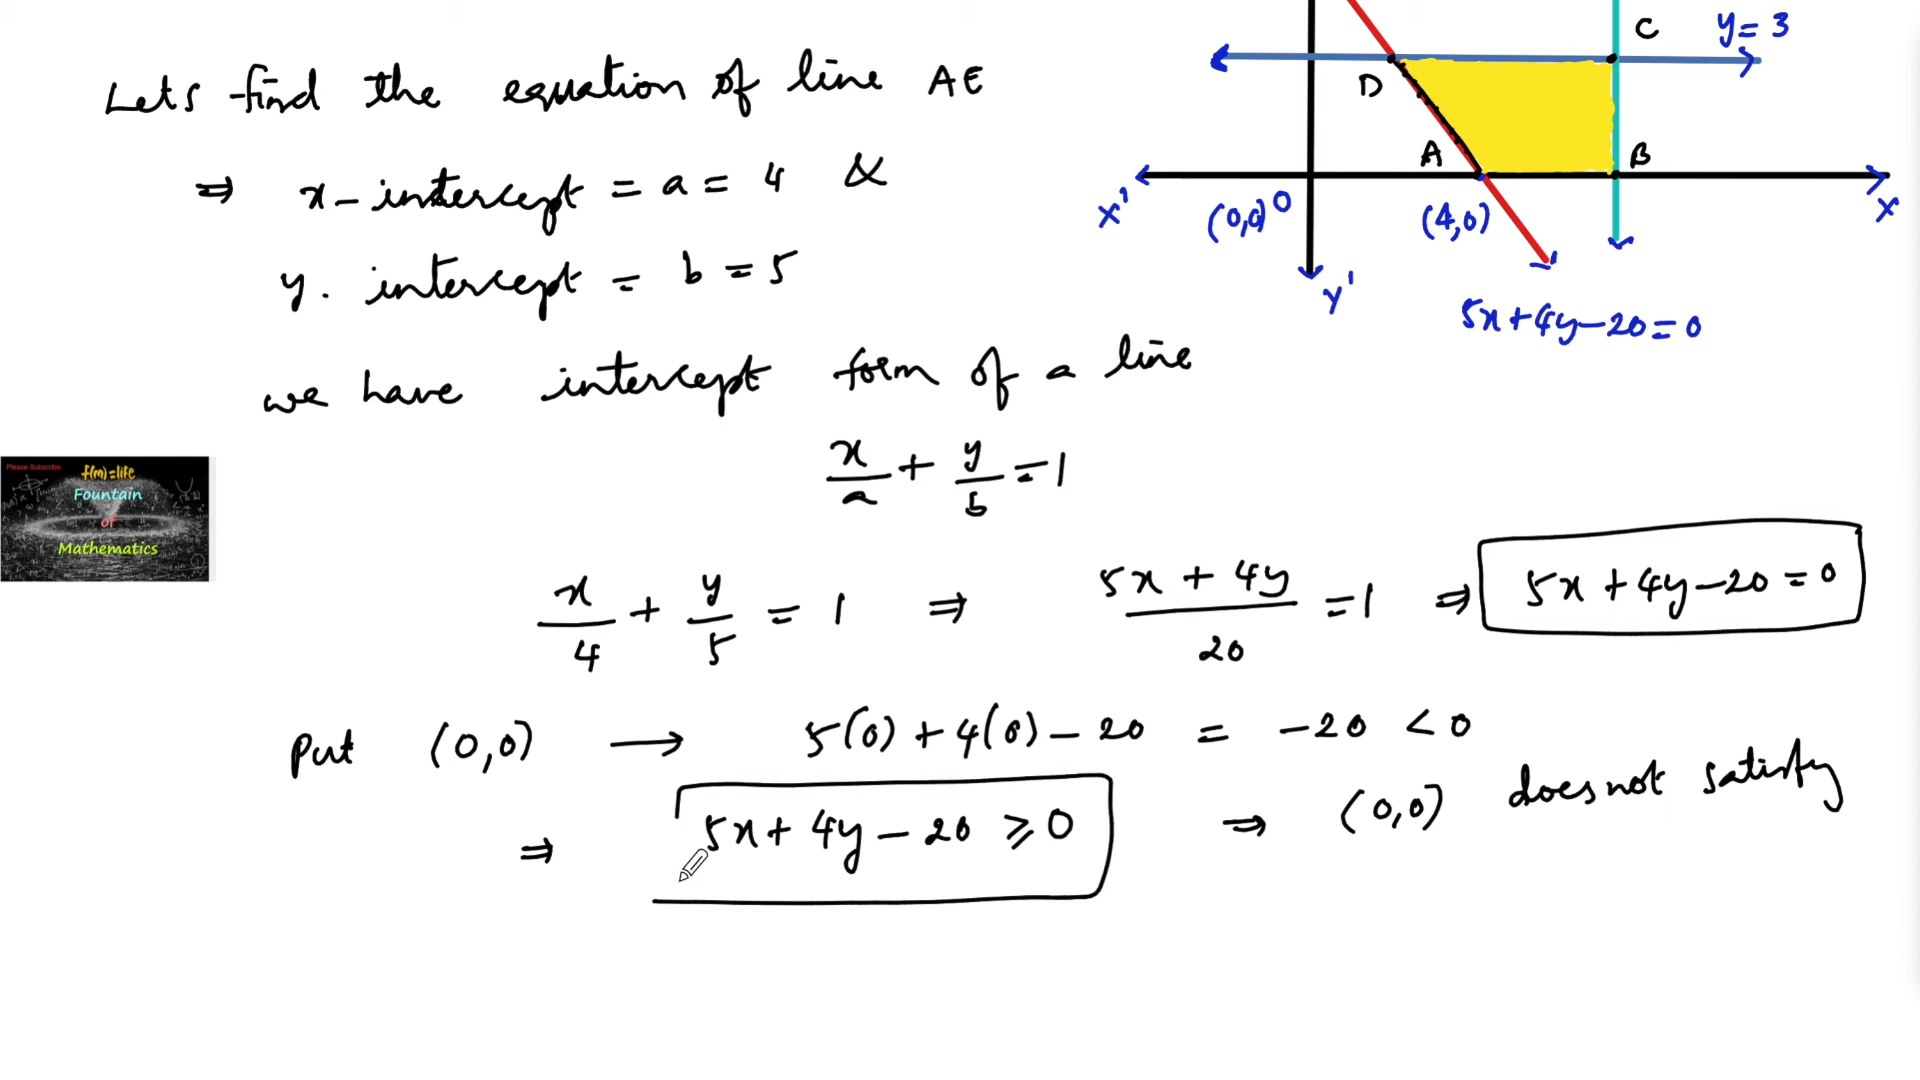 Lets find the equation of line AE
⇒ x-intercept = a = 4 &
y. intercept = b = 5
we have intercept form of a line
x/a + y/b = 1
x/4 + y/5 = 1 ⇒ (5x + 4y)/20 = 1 ⇒ 5x + 4y - 20 = 0
put (0,0) → 5(0) + 4(0) - 20 = -20 < 0
⇒ 5x + 4y - 20 ⩾ 0 ⇒ (0,0) does not satisfy
C
y = 3
D
A
B
X'
(0,0) O
(4,0)
X
Y'
5x+4y-20=0
Please Subscribe
f(m)=life
Fountain
of
Mathematics